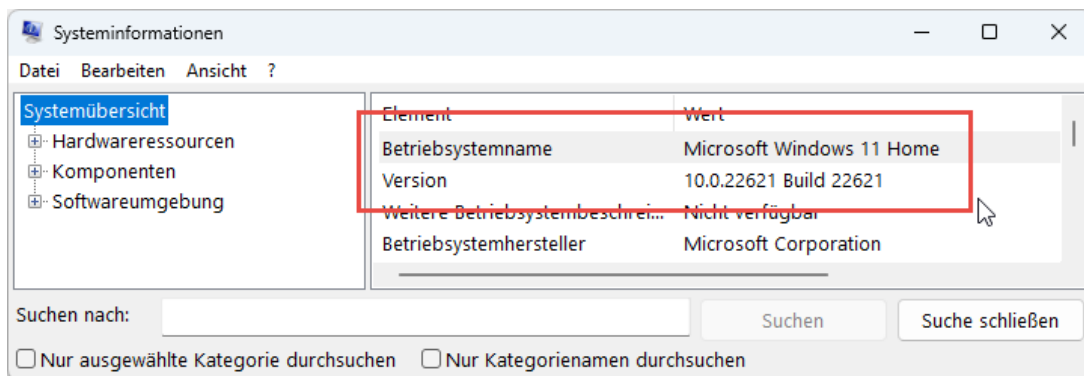 Systeminformationen
Datei Bearbeiten Ansicht ?
Systemübersicht
Hardwareressourcen
Komponenten
Softwareumgebung
Element Wert
Betriebsystemname Microsoft Windows 11 Home
Version 10.0.22621 Build 22621
Weitere Betriebsystembeschrei... Nicht verfügbar
Betriebsystemhersteller Microsoft Corporation
Suchen nach: Suchen Suche schließen
Nur ausgewählte Kategorie durchsuchen Nur Kategorienamen durchsuchen